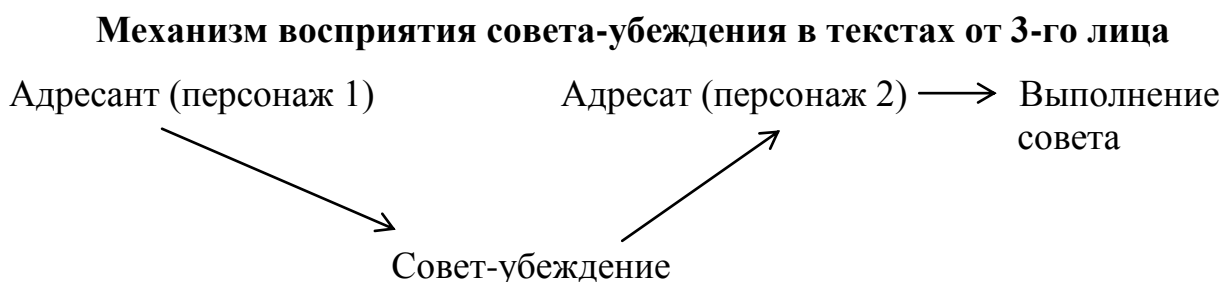 Механизм восприятия совета-убеждения в текстах от 3-го лица
Адресант (персонаж 1)
Адресат (персонаж 2)
Выполнение
совета
Совет-убеждение